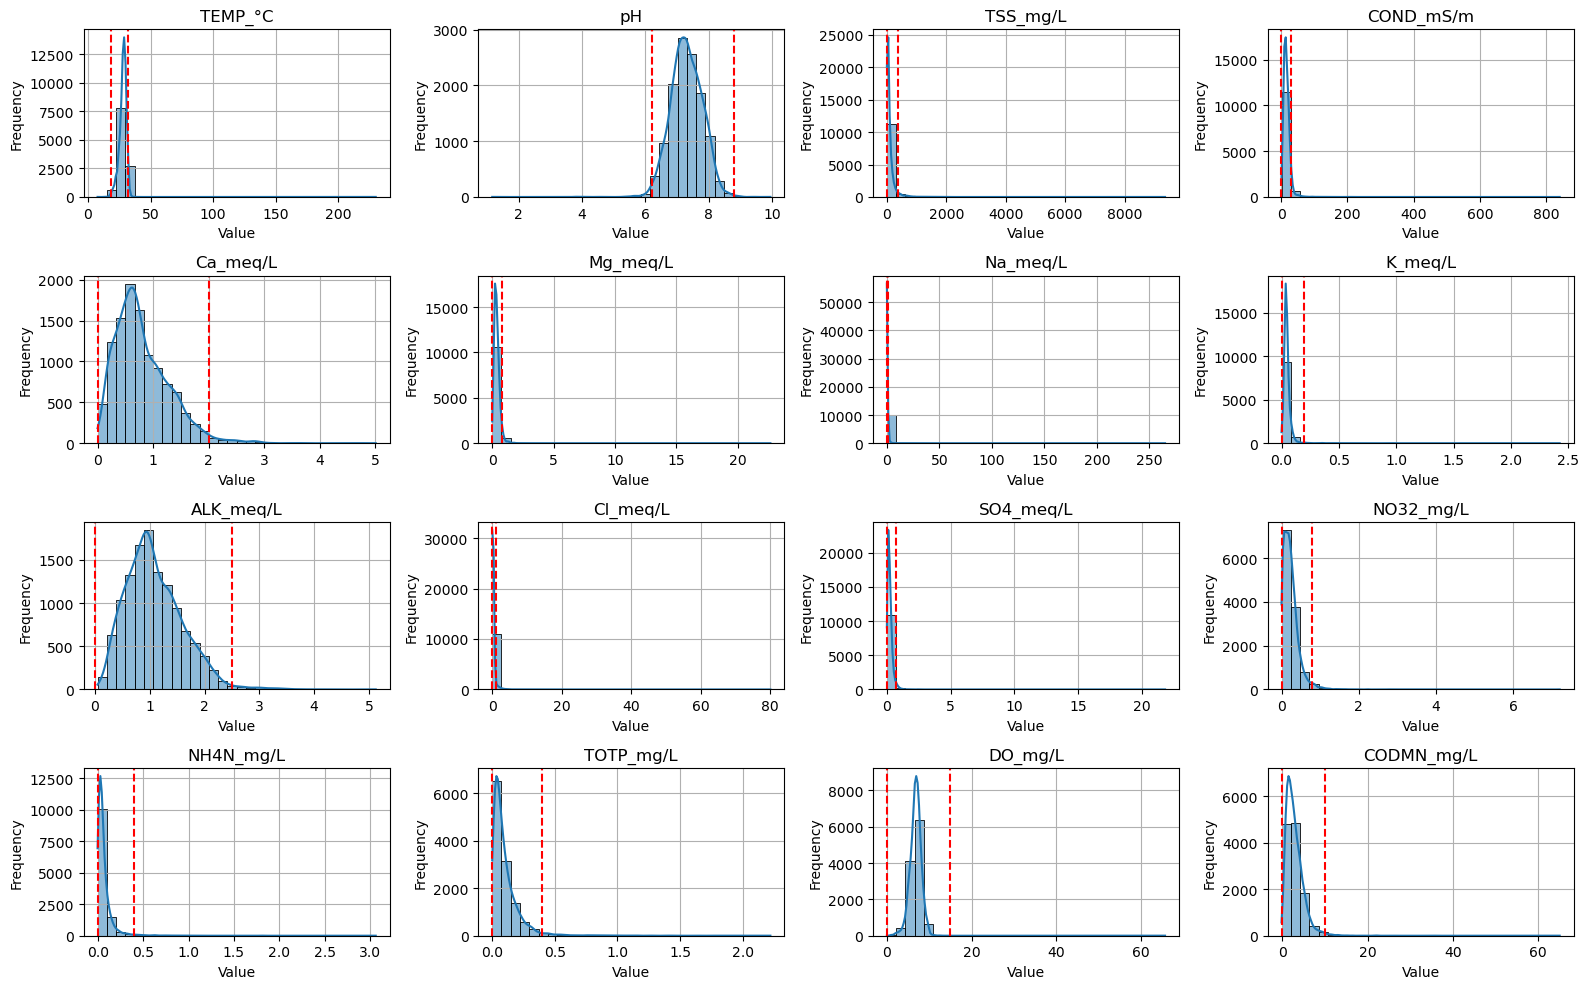 TEMP_°C
Frequency
12500
10000
7500
5000
2500
0
0 50 100 150 200
Value
pH
Frequency
3000
2000
1000
0
2 4 6 8 10
Value
TSS_mg/L
Frequency
25000
20000
15000
10000
5000
0
0 2000 4000 6000 8000
Value
COND_mS/m
Frequency
15000
10000
5000
0
0 200 400 600 800
Value
Ca_meq/L
Frequency
2000
1500
1000
500
0
0 1 2 3 4 5
Value
Mg_meq/L
Frequency
15000
10000
5000
0
0 5 10 15 20
Value
Na_meq/L
Frequency
50000
40000
30000
20000
10000
0
0 50 100 150 200 250
Value
K_meq/L
Frequency
15000
10000
5000
0
0.0 0.5 1.0 1.5 2.0 2.5
Value
ALK_meq/L
Frequency
1500
1000
500
0
0 1 2 3 4 5
Value
Cl_meq/L
Frequency
30000
20000
10000
0
0 20 40 60 80
Value
SO4_meq/L
Frequency
20000
15000
10000
5000
0
0 5 10 15 20
Value
NO32_mg/L
Frequency
6000
4000
2000
0
0 2 4 6
Value
NH4N_mg/L
Frequency
12500
10000
7500
5000
2500
0
0.0 0.5 1.0 1.5 2.0 2.5 3.0
Value
TOTP_mg/L
Frequency
6000
4000
2000
0
0.0 0.5 1.0 1.5 2.0
Value
DO_mg/L
Frequency
8000
6000
4000
2000
0
0 20 40 60
Value
CODMN_mg/L
Frequency
6000
4000
2000
0
0 20 40 60
Value